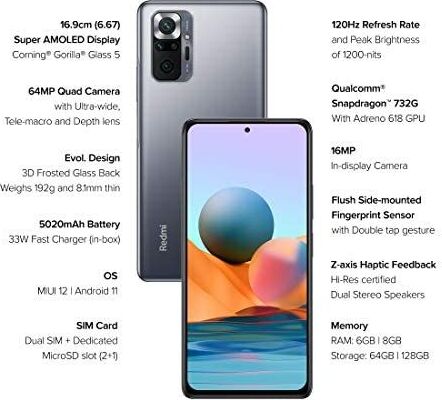 16.9cm (6.67)
Super AMOLED Display
Corning® Gorilla® Glass 5
64MP Quad Camera
with Ultra-wide,
Tele-macro and Depth lens
Evol. Design
3D Frosted Glass Back
Weighs 192g and 8.1mm thin
5020mAh Battery
33W Fast Charger (in-box)
OS
MIUI 12 | Android 11
SIM Card
Dual SIM + Dedicated
MicroSD slot (2+1)
Redmi
120Hz Refresh Rate
and Peak Brightness
of 1200-nits
Qualcomm®
Snapdragon™ 732G
With Adreno 618 GPU
16MP
In-display Camera
Flush Side-mounted
Fingerprint Sensor
with Double tap gesture
Z-axis Haptic Feedback
Hi-Res certified
Dual Stereo Speakers
Memory
RAM: 6GB | 8GB
Storage: 64GB | 128GB